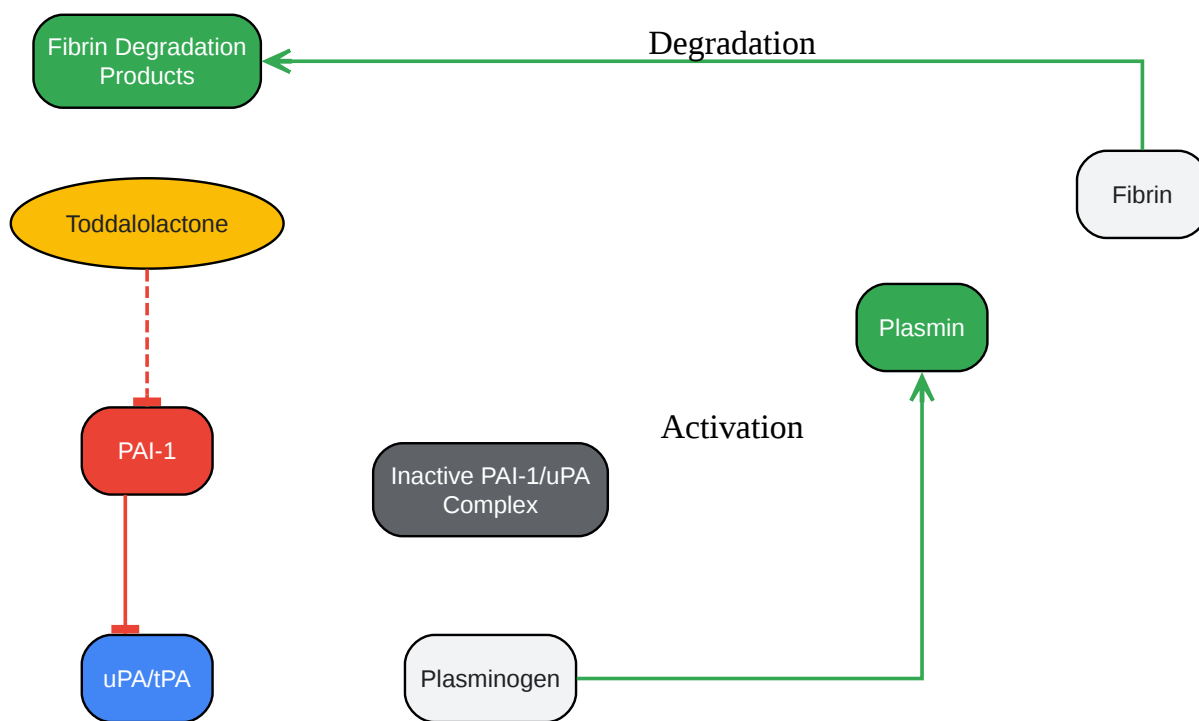 Fibrin Degradation
Products
Degradation
Fibrin
Toddalolactone
Plasmin
PAI-1
Activation
Inactive PAI-1/uPA
Complex
uPA/tPA
Plasminogen